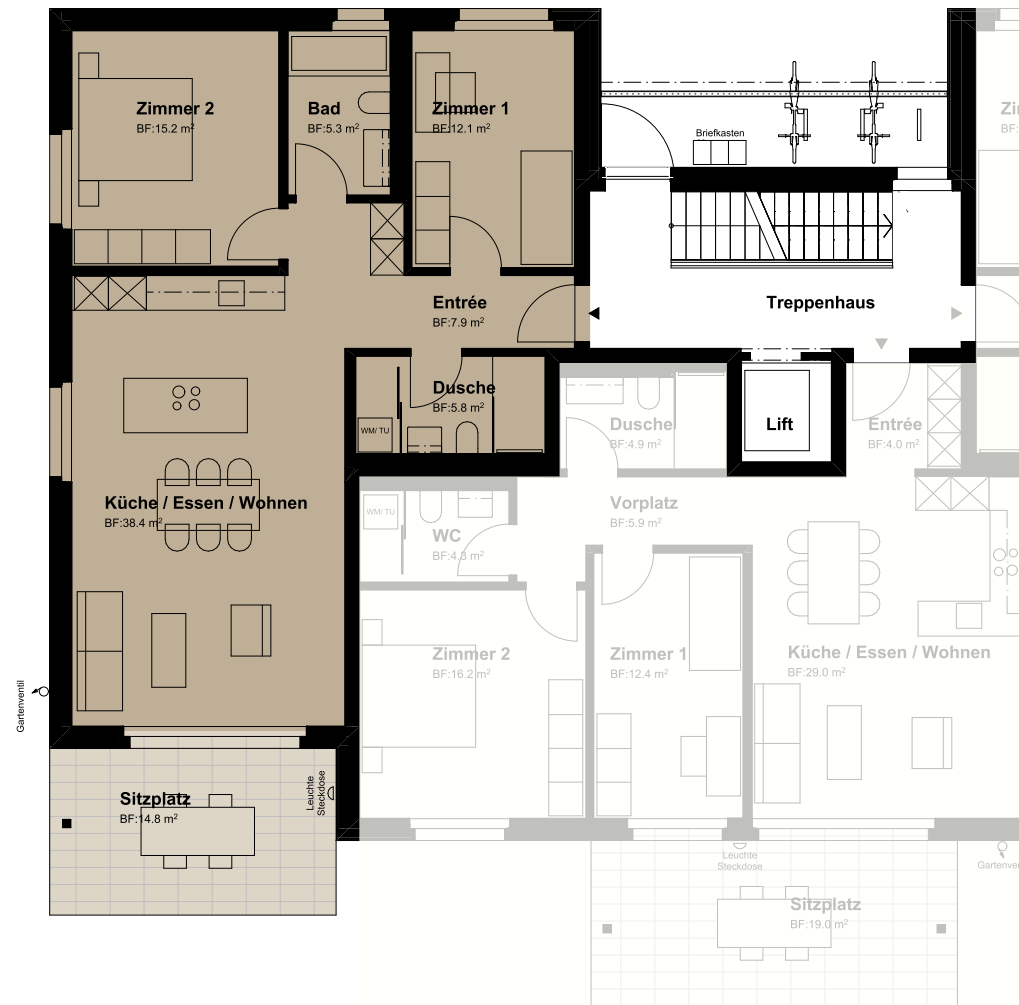 Zimmer 2
BF:15.2 m²
Bad
BF:5.3 m²
Zimmer 1
BF:12.1 m²
Briefkasten
Entrée
BF:7.9 m²
Treppenhaus
Dusche
BF:5.8 m²
WM/ TU
Lift
Dusche
BF:4.9 m²
Entrée
BF:4.0 m²
Küche / Essen / Wohnen
BF:38.4 m²
WM/ TU
WC
BF:4.3 m²
Vorplatz
BF:5.9 m²
Zimmer 2
BF:16.2 m²
Zimmer 1
BF:12.4 m²
Küche / Essen / Wohnen
BF:29.0 m²
Gartenventil
Sitzplatz
BF:14.8 m²
Leuchte
Steckdose
Leuchte
Steckdose
Sitzplatz
BF:19.0 m²